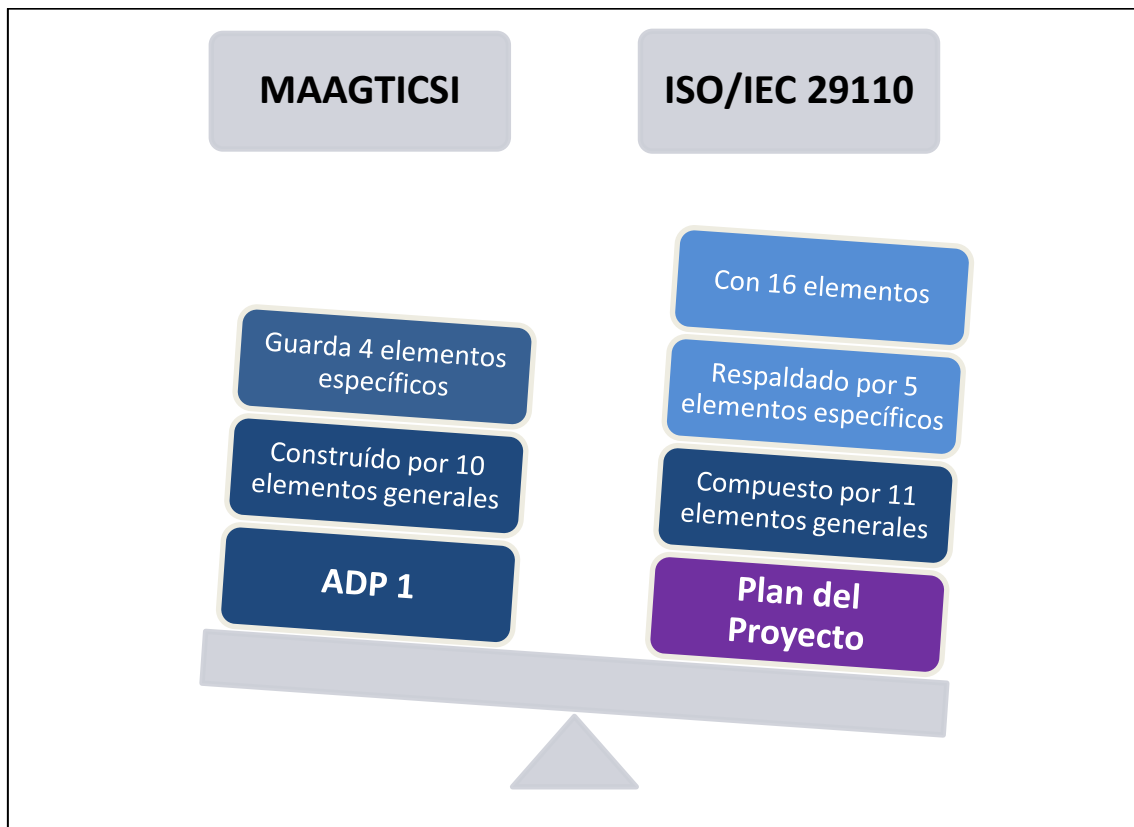 MAAGTICSI
ISO/IEC 29110
Guarda 4 elementos
específicos
Construído por 10
elementos generales
ADP 1
Con 16 elementos
Respaldado por 5
elementos específicos
Compuesto por 11
elementos generales
Plan del
Proyecto